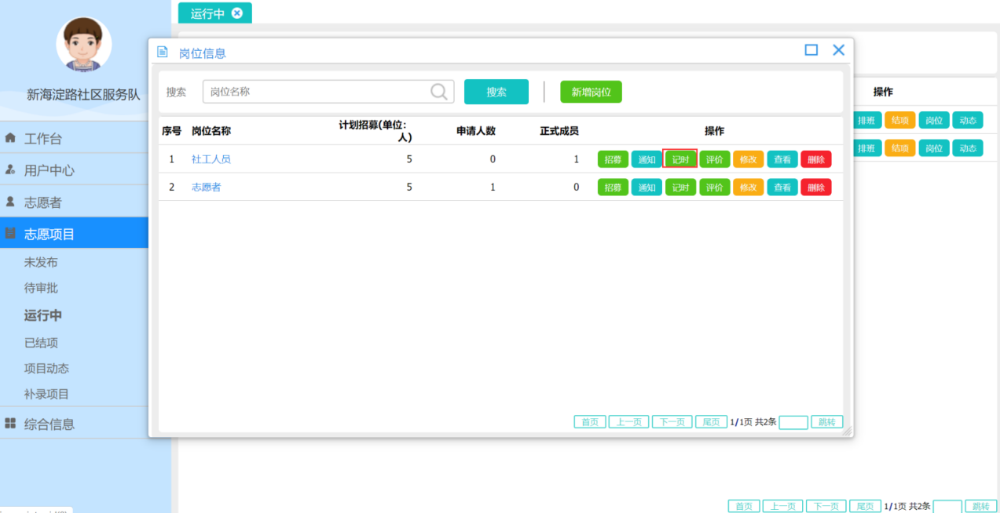 运行中
新海淀路社区服务队
工作台
用户中心
志愿者
志愿项目
未发布
待审批
运行中
已结项
项目动态
补录项目
综合信息
岗位信息
搜索 岗位名称 搜索 新增岗位
序号 岗位名称 计划招募(单位：人) 申请人数 正式成员 操作
1 社工人员 5 0 1 招募 通知 记时 评价 修改 查看 删除
2 志愿者 5 1 0 招募 通知 记时 评价 修改 查看 删除
首页 上一页 下一页 尾页 1/1页 共2条 跳转
操作
排班 结项 岗位 动态
排班 结项 岗位 动态
首页 上一页 下一页 尾页 1/1页 共2条 跳转